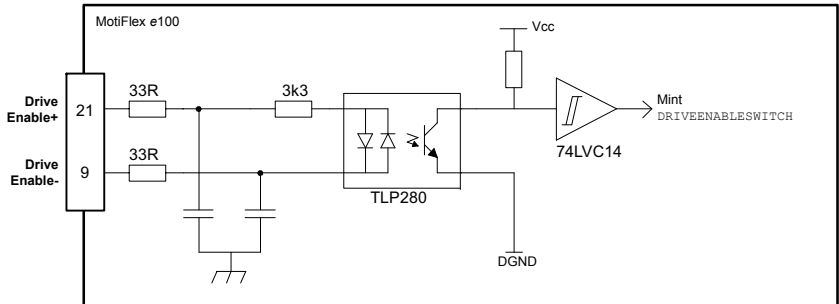 MotiFlex e100
Vcc
33R
3k3
Drive
Enable+
21
Mint
DRIVEENABLESWITCH
33R
74LVC14
Drive
Enable-
9
TLP280
DGND